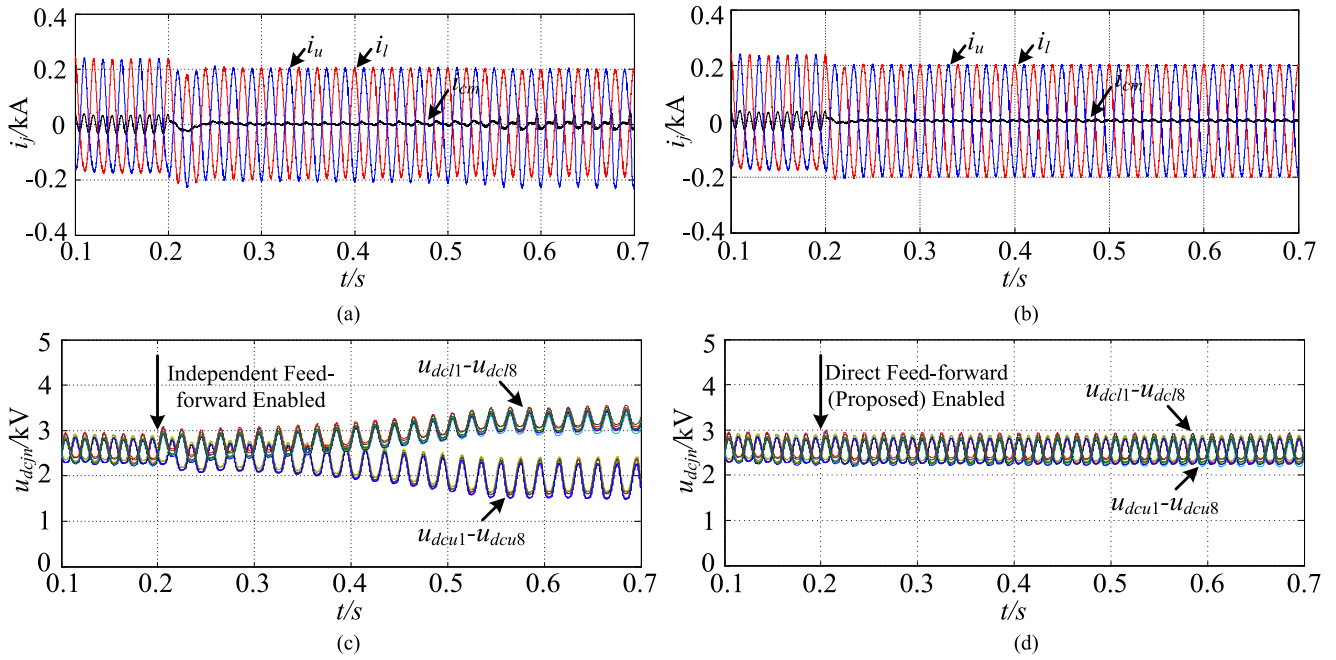 0.4
0.2
0
-0.2
-0.4
i_j/kA
i_u
i_l
i_cm
0.1 0.2 0.3 0.4 0.5 0.6 0.7
t/s
(a)
0.4
0.2
0
-0.2
-0.4
i_j/kA
i_u
i_l
i_cm
0.1 0.2 0.3 0.4 0.5 0.6 0.7
t/s
(b)
5
4
3
2
1
0
u_dcjn/kV
Independent Feed-
forward Enabled
u_dcl1-u_dcl8
u_dcu1-u_dcu8
0.1 0.2 0.3 0.4 0.5 0.6 0.7
t/s
(c)
5
4
3
2
1
0
u_dcjn/kV
Direct Feed-forward
(Proposed) Enabled
u_dcl1-u_dcl8
u_dcu1-u_dcu8
0.1 0.2 0.3 0.4 0.5 0.6 0.7
t/s
(d)